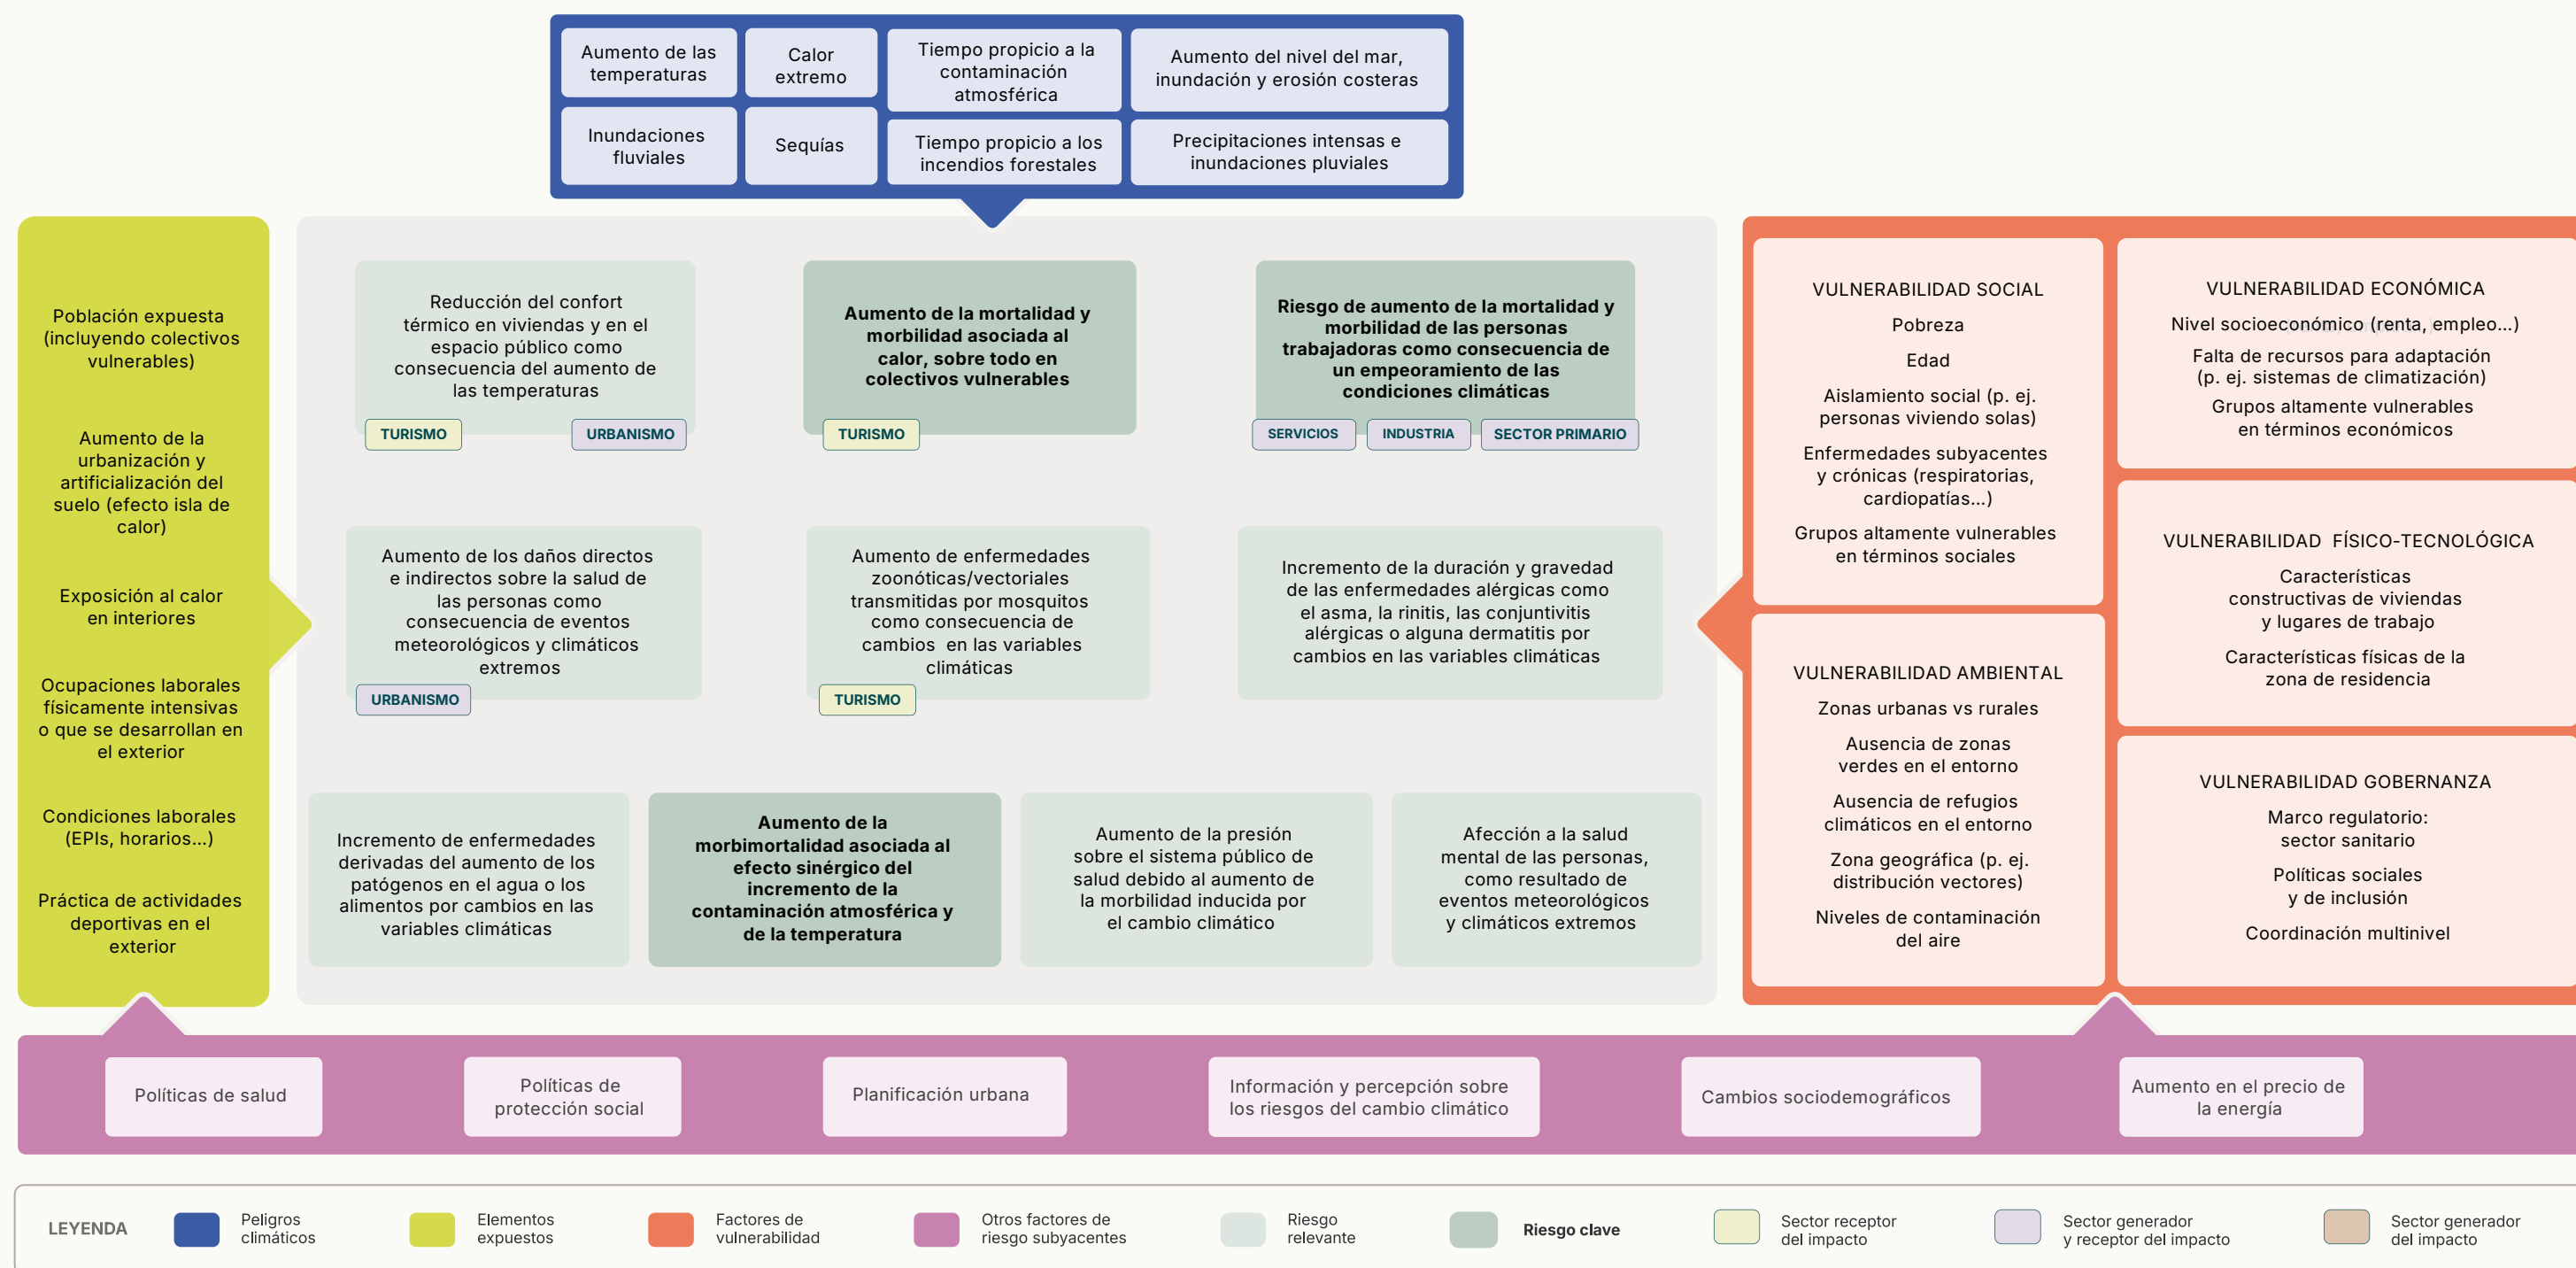 Aumento de las
temperaturas
Calor
extremo
Tiempo propicio a la
contaminación
atmosférica
Aumento del nivel del mar,
inundación y erosión costeras
Inundaciones
fluviales
Sequías
Tiempo propicio a los
incendios forestales
Precipitaciones intensas e
inundaciones pluviales
Población expuesta
(incluyendo colectivos
vulnerables)
Aumento de la
urbanización y
artificialización del
suelo (efecto isla de
calor)
Exposición al calor
en interiores
Ocupaciones laborales
físicamente intensivas
o que se desarrollan en
el exterior
Condiciones laborales
(EPIs, horarios...)
Práctica de actividades
deportivas en el
exterior
Reducción del confort
térmico en viviendas y en el
espacio público como
consecuencia del aumento de
las temperaturas
TURISMO
URBANISMO
Aumento de la mortalidad y
morbilidad asociada al
calor, sobre todo en
colectivos vulnerables
TURISMO
Riesgo de aumento de la mortalidad y
morbilidad de las personas
trabajadoras como consecuencia de
un empeoramiento de las
condiciones climáticas
SERVICIOS
INDUSTRIA
SECTOR PRIMARIO
Aumento de los daños directos
e indirectos sobre la salud de
las personas como
consecuencia de eventos
meteorológicos y climáticos
extremos
URBANISMO
Aumento de enfermedades
zoonóticas/vectoriales
transmitidas por mosquitos
como consecuencia de
cambios  en las variables
climáticas
TURISMO
Incremento de la duración y gravedad
de las enfermedades alérgicas como
el asma, la rinitis, las conjuntivitis
alérgicas o alguna dermatitis por
cambios en las variables climáticas
Incremento de enfermedades
derivadas del aumento de los
patógenos en el agua o los
alimentos por cambios en las
variables climáticas
Aumento de la
morbimortalidad asociada al
efecto sinérgico del
incremento de la
contaminación atmosférica y
de la temperatura
Aumento de la presión
sobre el sistema público de
salud debido al aumento de
la morbilidad inducida por
el cambio climático
Afección a la salud
mental de las personas,
como resultado de
eventos meteorológicos
y climáticos extremos
VULNERABILIDAD SOCIAL
Pobreza
Edad
Aislamiento social (p. ej.
personas viviendo solas)
Enfermedades subyacentes
y crónicas (respiratorias,
cardiopatías...)
Grupos altamente vulnerables
en términos sociales
VULNERABILIDAD AMBIENTAL
Zonas urbanas vs rurales
Ausencia de zonas
verdes en el entorno
Ausencia de refugios
climáticos en el entorno
Zona geográfica (p. ej.
distribución vectores)
Niveles de contaminación
del aire
VULNERABILIDAD ECONÓMICA
Nivel socioeconómico (renta, empleo...)
Falta de recursos para adaptación
(p. ej. sistemas de climatización)
Grupos altamente vulnerables
en términos económicos
VULNERABILIDAD  FÍSICO-TECNOLÓGICA
Características
constructivas de viviendas
y lugares de trabajo
Características físicas de la
zona de residencia
VULNERABILIDAD GOBERNANZA
Marco regulatorio:
sector sanitario
Políticas sociales
y de inclusión
Coordinación multinivel
Políticas de salud
Políticas de
protección social
Planificación urbana
Información y percepción sobre
los riesgos del cambio climático
Cambios sociodemográficos
Aumento en el precio de
la energía
LEYENDA
Peligros
climáticos
Elementos
expuestos
Factores de
vulnerabilidad
Otros factores de
riesgo subyacentes
Riesgo
relevante
Riesgo clave
Sector receptor
del impacto
Sector generador
y receptor del impacto
Sector generador
del impacto